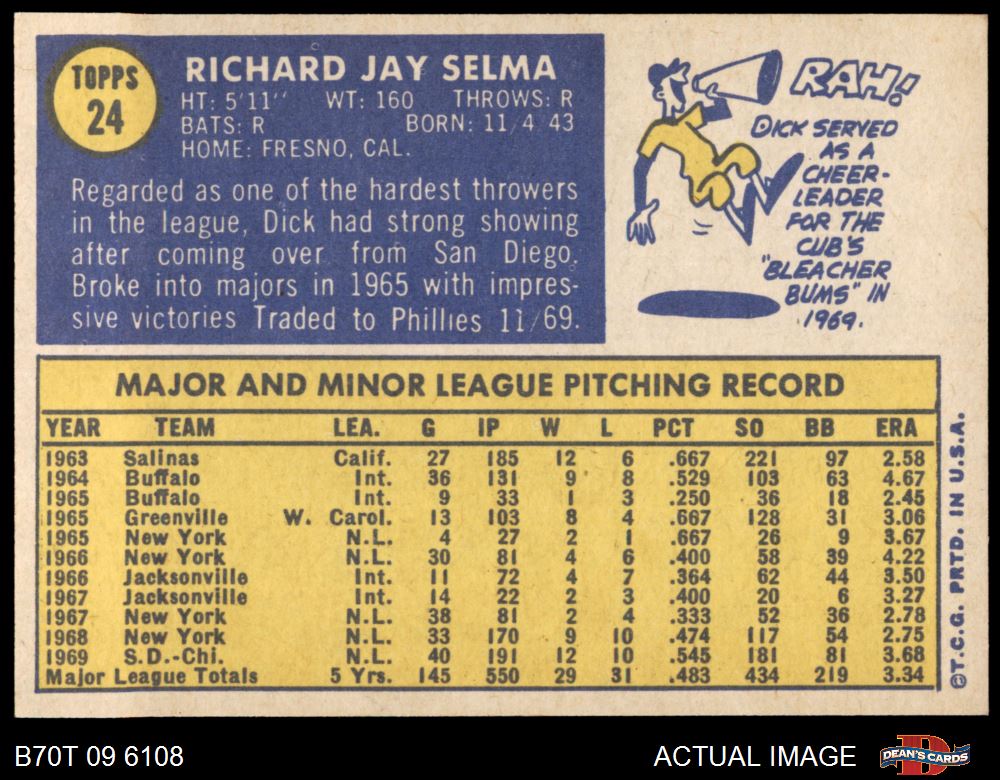 TOPPS
24
RICHARD JAY SELMA
HT: 5'11" WT: 160 THROWS: R
BATS: R BORN: 11 4 43
HOME: FRESNO, CAL.
Regarded as one of the hardest throwers
in the league, Dick had strong showing
after coming over from San Diego.
Broke into majors in 1965 with impres-
sive victories Traded to Phillies 11/69.
RAH!
DICK SERVED
AS A
CHEER-
LEADER
FOR THE
CUB'S
"BLEACHER
BUMS" IN
1969.
MAJOR AND MINOR LEAGUE PITCHING RECORD
YEAR TEAM LEA. G IP W L PCT SO BB ERA
1963 Salinas Calif. 27 185 12 6 .667 221 97 2.58
1964 Buffalo Int. 36 131 9 8 .529 103 63 4.67
1965 Buffalo Int. 9 33 1 3 .250 36 18 2.45
1965 Greenville W. Carol. 13 103 8 4 .667 128 31 3.06
1965 New York N.L. 4 27 2 1 .667 26 9 3.67
1966 New York N.L. 30 81 4 6 .400 58 39 4.22
1966 Jacksonville Int. 11 72 4 7 .364 62 44 3.50
1967 Jacksonville Int. 14 22 2 3 .400 20 6 3.27
1967 New York N.L. 38 81 2 4 .333 52 36 2.78
1968 New York N.L. 33 170 9 10 .474 117 54 2.75
1969 S.D.-Chi. N.L. 40 191 12 10 .545 181 81 3.68
Major League Totals 5 Yrs. 145 550 29 31 .483 434 219 3.34
©T.C.G. PRTD. IN U.S.A.
B70T 09 6108
ACTUAL IMAGE
DEAN'S CARDS